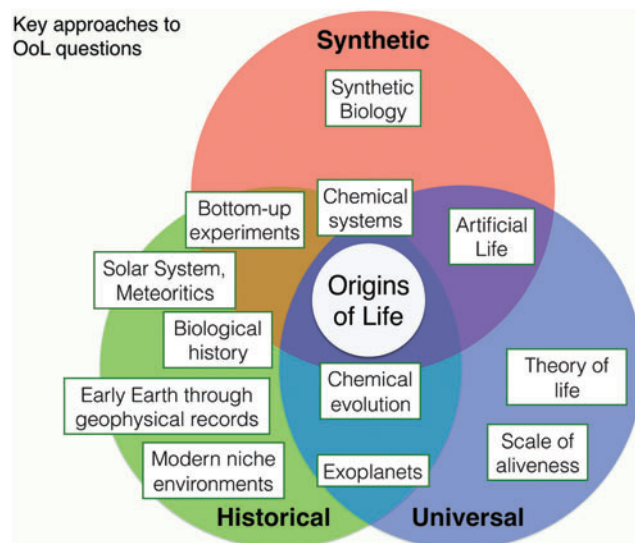 Key approaches to
OoL questions
Synthetic
Synthetic
Biology
Chemical
systems
Bottom-up
experiments
Artificial
Life
Solar System,
Meteoritics
Origins
of Life
Biological
history
Theory of
life
Chemical
evolution
Early Earth through
geophysical records
Scale of
aliveness
Modern niche
environments
Exoplanets
Historical
Universal